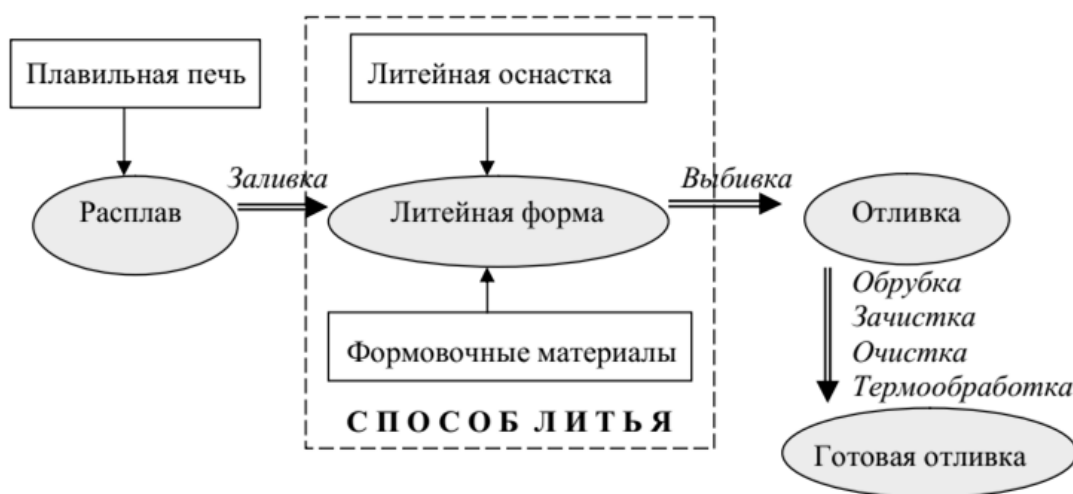 Плавильная печь
Литейная оснастка
Заливка
Выбивка
Расплав
Литейная форма
Отливка
Обрубка
Зачистка
Очистка
Термообработка
Формовочные материалы
СПОСОБ ЛИТЬЯ
Готовая отливка